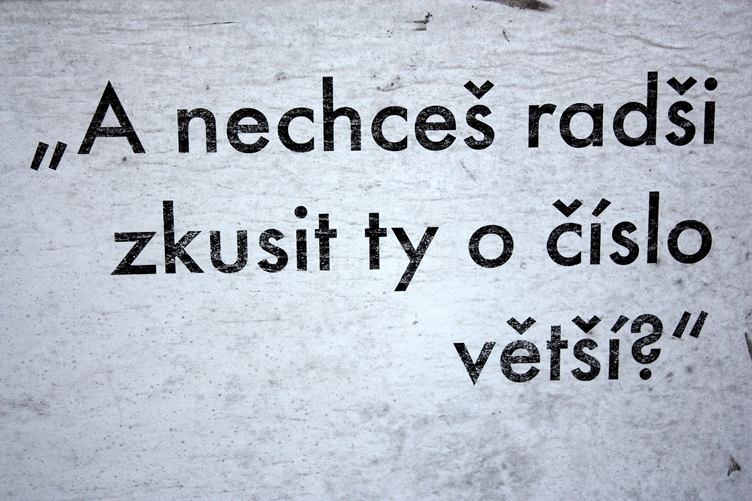 „A nechceš radši
zkusit ty o číslo
větší?“